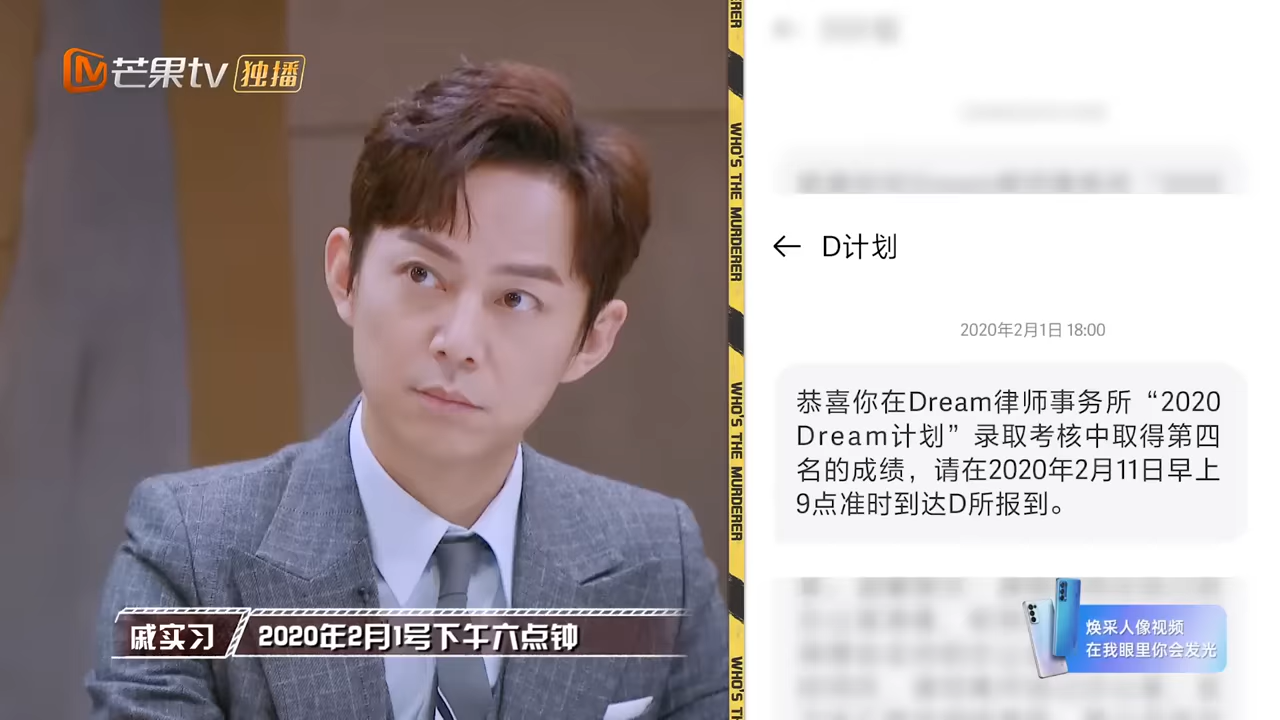 芒果tv 独播
WHO'S THE MURDERER
WHO'S THE MURDERER
D计划
2020年2月1日 18:00
恭喜你在Dream律师事务所“2020
Dream计划”录取考核中取得第四
名的成绩，请在2020年2月11日早上
9点准时到达D所报到。
焕采人像视频
在我眼里你会发光
戚实习 2020年2月1号下午六点钟